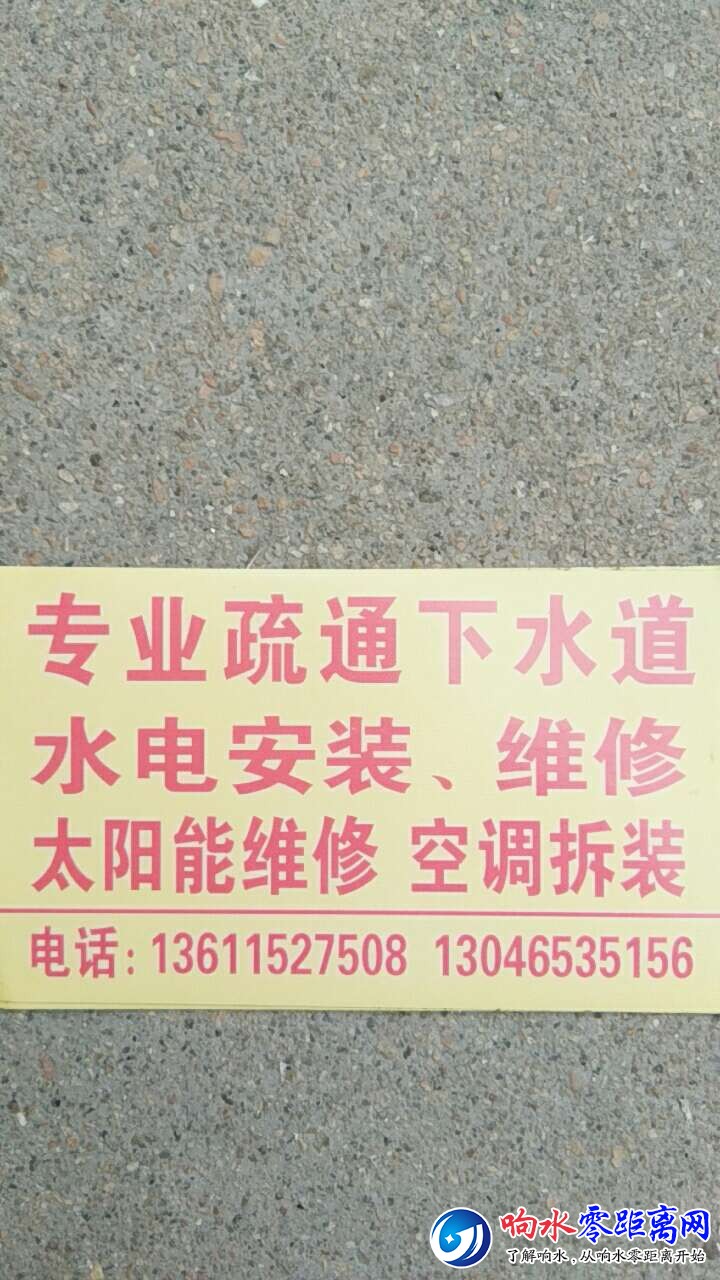 专业疏通下水道
水电安装、维修
太阳能维修 空调拆装
电话: 13611527508 13046535156
响水零距离网
了解响水,从响水零距离开始